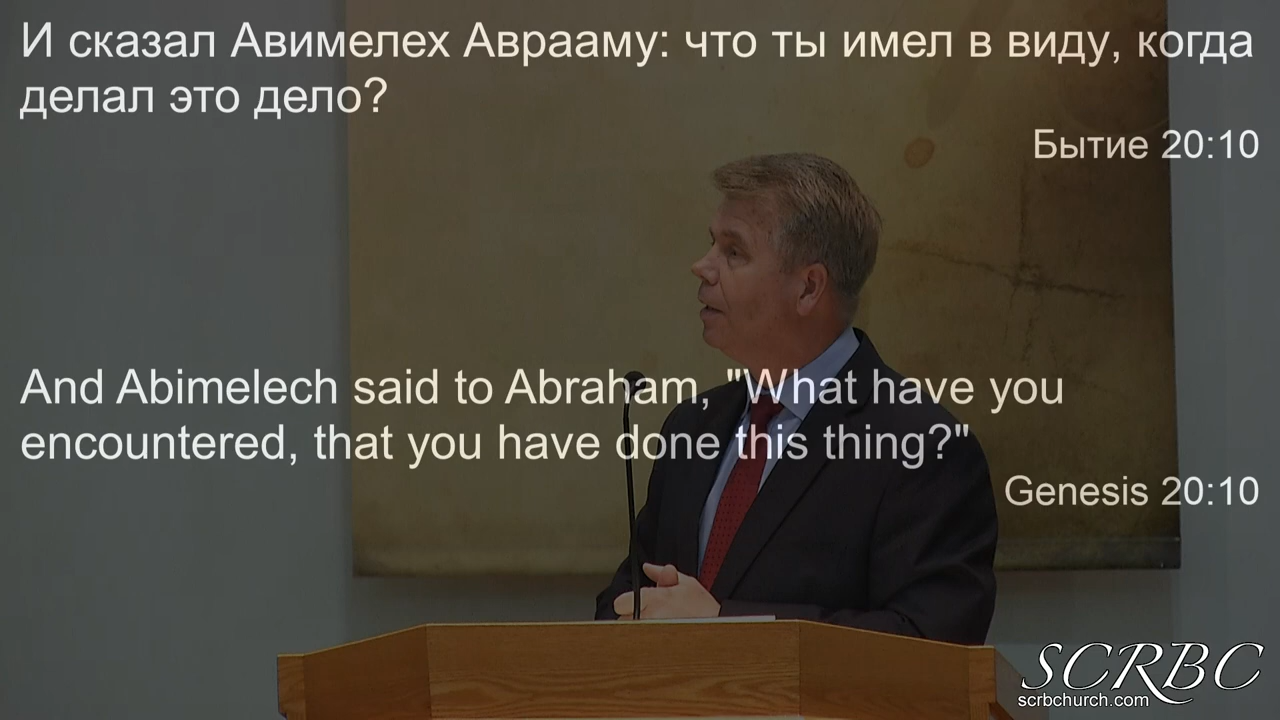 И сказал Авимелех Аврааму: что ты имел в виду, когда
делал это дело?
Бытие 20:10
And Abimelech said to Abraham, "What have you
encountered, that you have done this thing?"
Genesis 20:10
SCRBC
scrbchurch.com